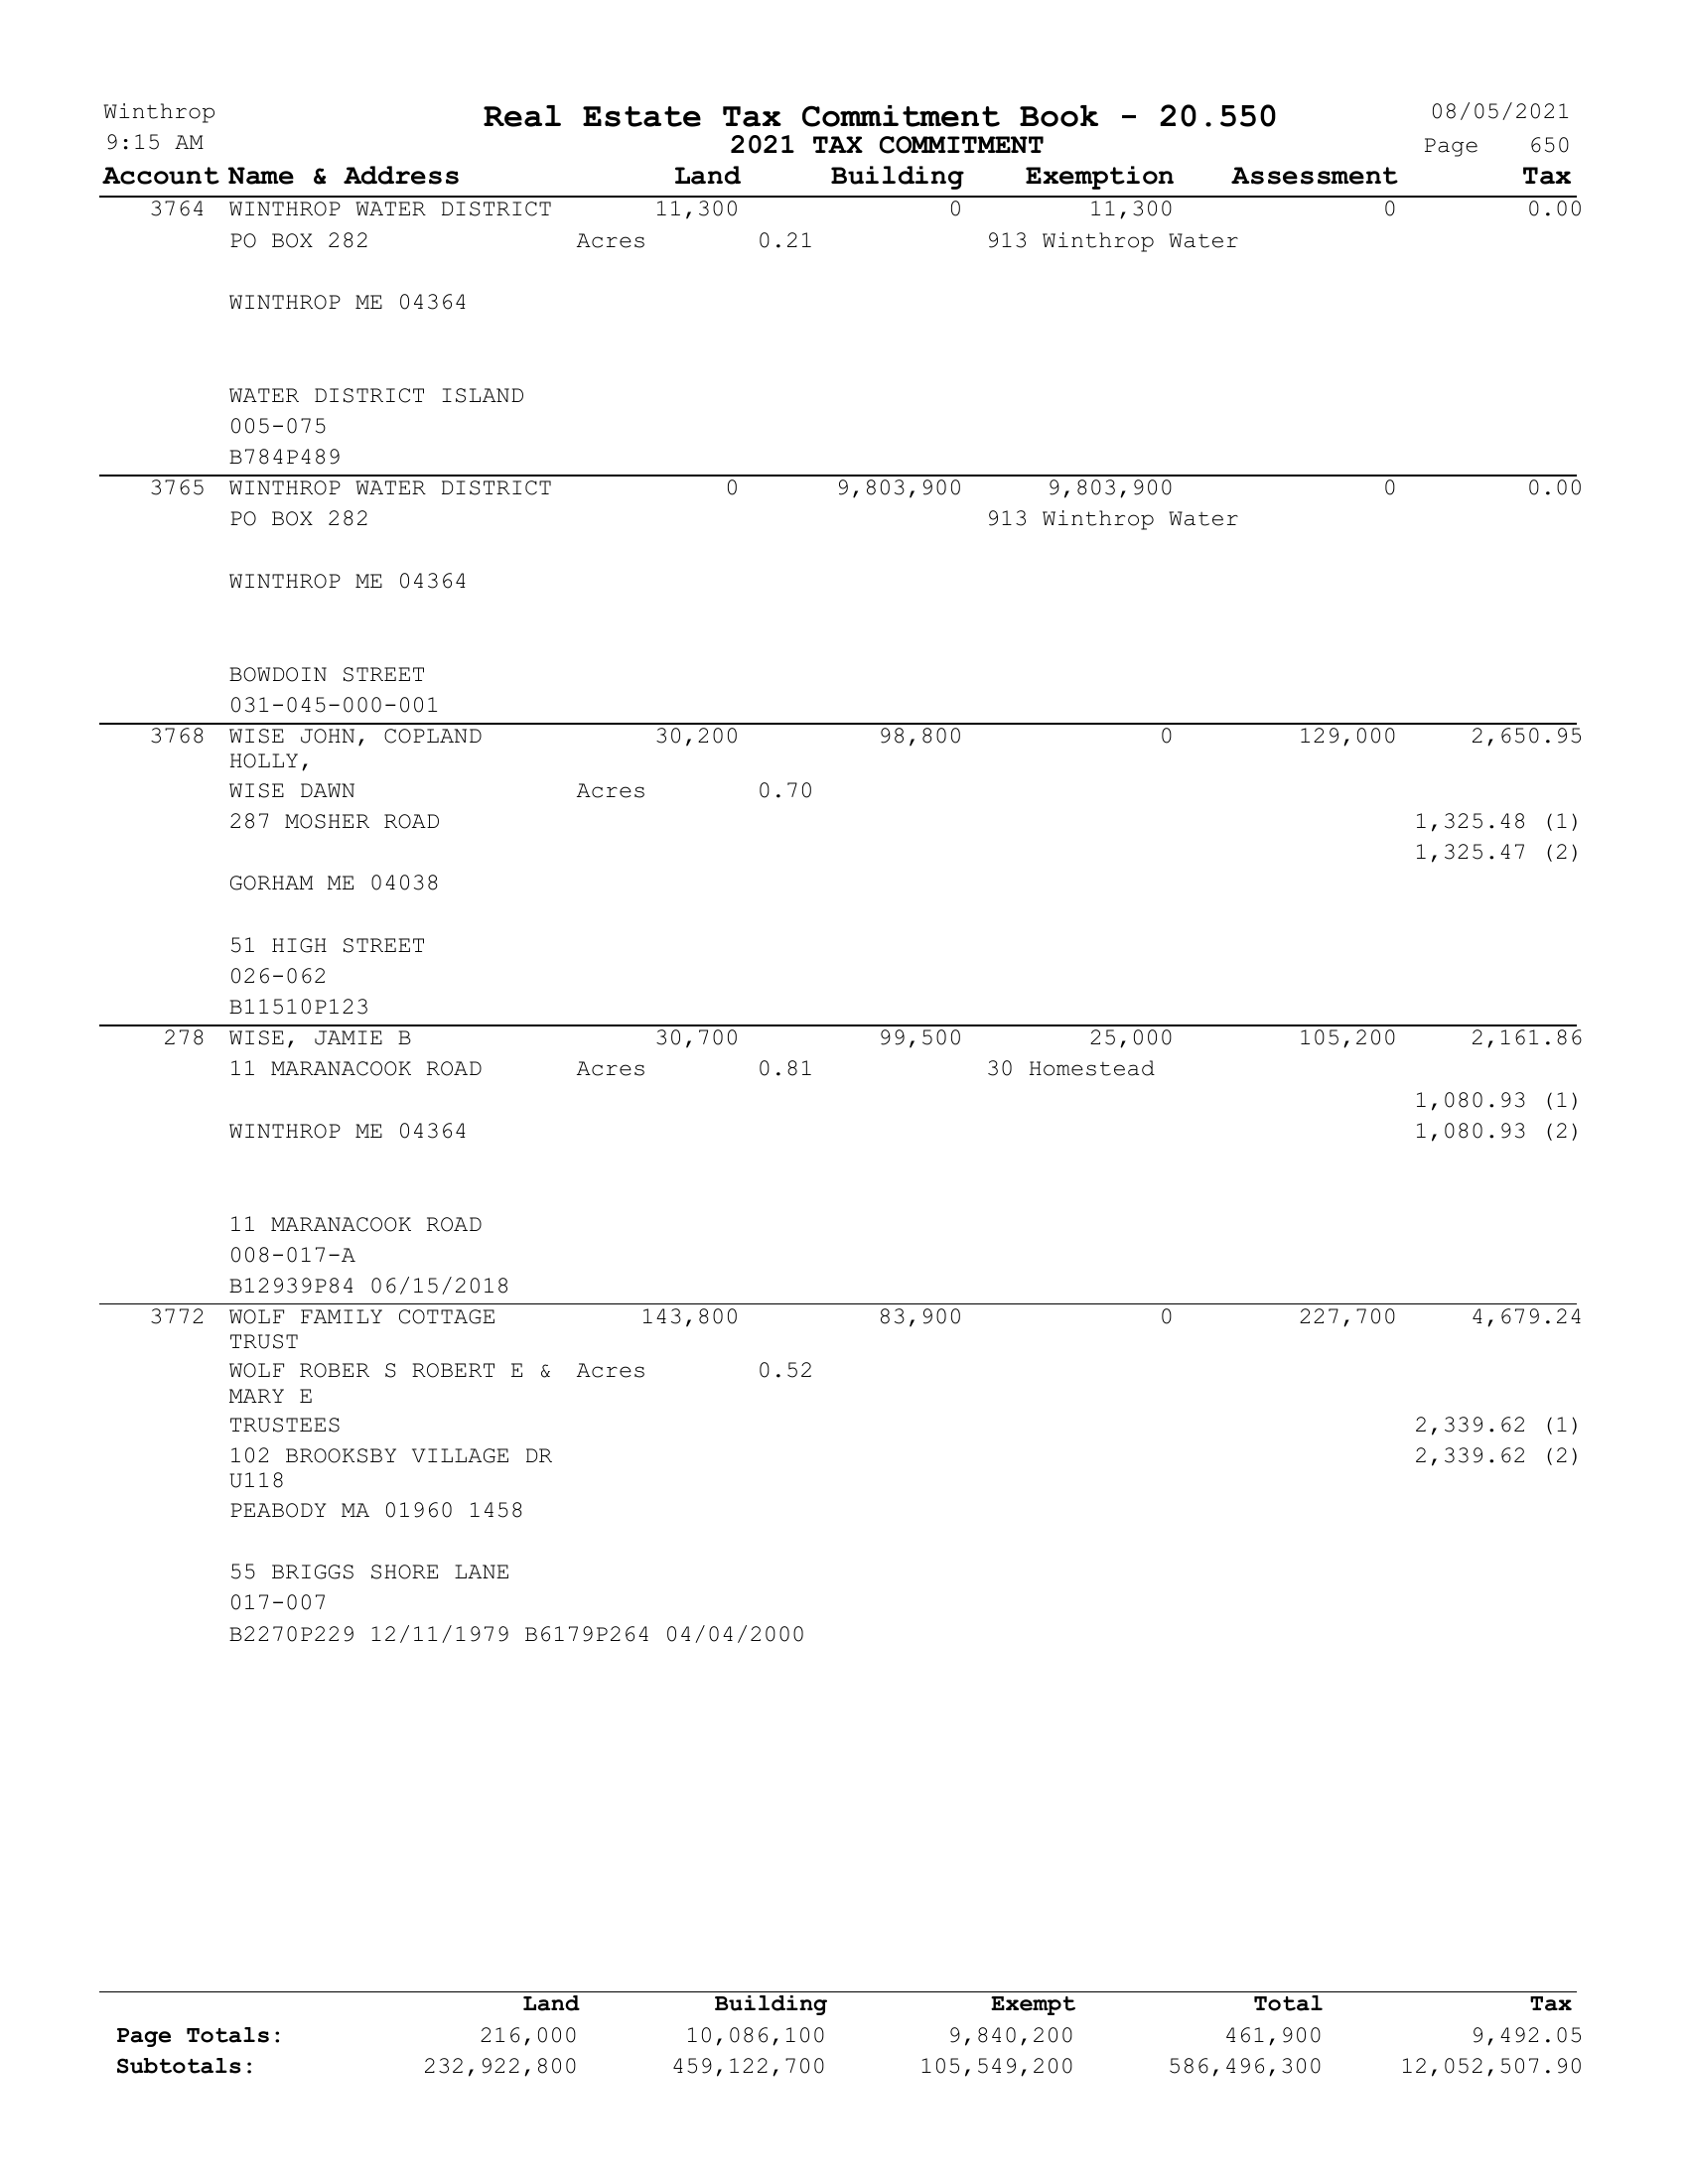 Winthrop Real Estate Tax Commitment Book - 20.550 08/05/2021
9:15 AM 2021 TAX COMMITMENT Page 650
Account Name & Address Land Building Exemption Assessment Tax
3764 WINTHROP WATER DISTRICT 11,300 0 11,300 0 0.00
PO BOX 282 Acres 0.21 913 Winthrop Water
WINTHROP ME 04364
WATER DISTRICT ISLAND
005-075
B784P489
3765 WINTHROP WATER DISTRICT 0 9,803,900 9,803,900 0 0.00
PO BOX 282 913 Winthrop Water
WINTHROP ME 04364
BOWDOIN STREET
031-045-000-001
3768 WISE JOHN, COPLAND 30,200 98,800 0 129,000 2,650.95
HOLLY,
WISE DAWN Acres 0.70
287 MOSHER ROAD 1,325.48 (1)
1,325.47 (2)
GORHAM ME 04038
51 HIGH STREET
026-062
B11510P123
278 WISE, JAMIE B 30,700 99,500 25,000 105,200 2,161.86
11 MARANACOOK ROAD Acres 0.81 30 Homestead
1,080.93 (1)
WINTHROP ME 04364 1,080.93 (2)
11 MARANACOOK ROAD
008-017-A
B12939P84 06/15/2018
3772 WOLF FAMILY COTTAGE 143,800 83,900 0 227,700 4,679.24
TRUST
WOLF ROBER S ROBERT E & Acres 0.52
MARY E
TRUSTEES 2,339.62 (1)
102 BROOKSBY VILLAGE DR 2,339.62 (2)
U118
PEABODY MA 01960 1458
55 BRIGGS SHORE LANE
017-007
B2270P229 12/11/1979 B6179P264 04/04/2000
Land Building Exempt Total Tax
Page Totals: 216,000 10,086,100 9,840,200 461,900 9,492.05
Subtotals: 232,922,800 459,122,700 105,549,200 586,496,300 12,052,507.90